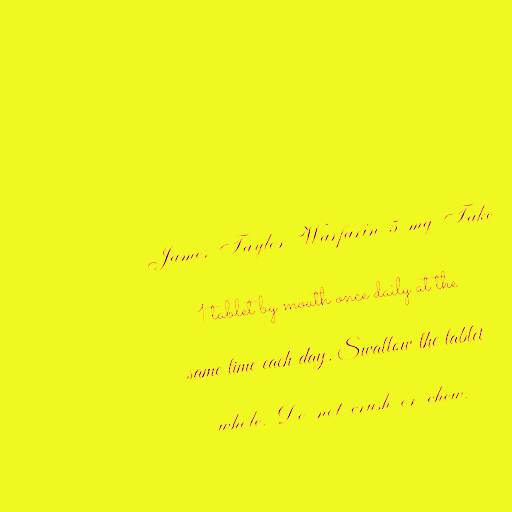 James Taylor Warfarin 5 mg Take
1 tablet by mouth once daily at the
same time each day. Swallow the tablet
whole. Do not crush or chew.